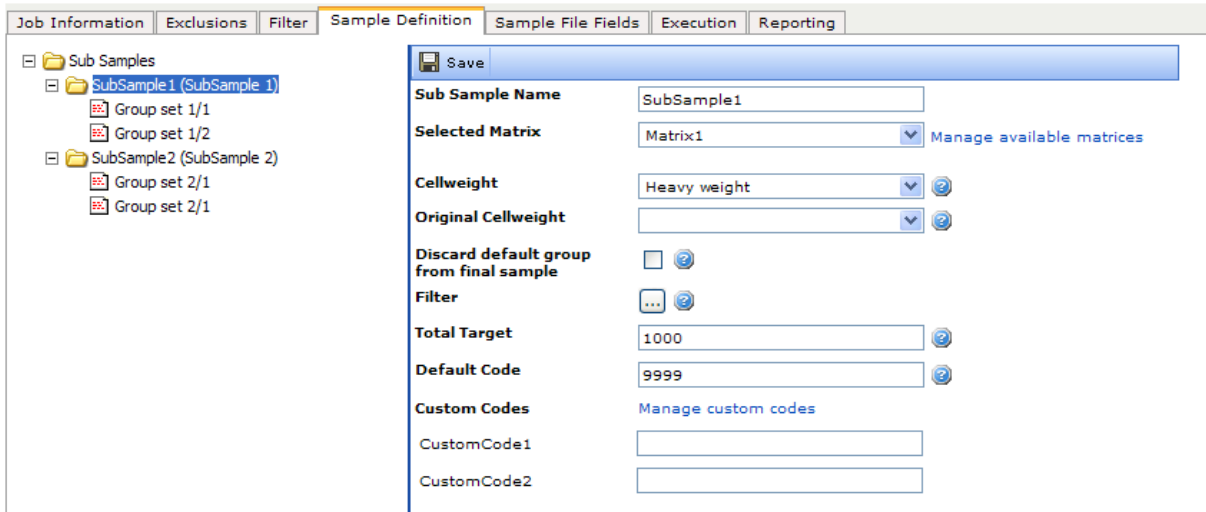 Job Information Exclusions Filter Sample Definition Sample File Fields Execution Reporting
Sub Samples
SubSample1 (SubSample 1)
Group set 1/1
Group set 1/2
SubSample2 (SubSample 2)
Group set 2/1
Group set 2/1
Save
Sub Sample Name SubSample1
Selected Matrix Matrix1 Manage available matrices
Cellweight Heavy weight
Original Cellweight
Discard default group
from final sample
Filter ...
Total Target 1000
Default Code 9999
Custom Codes Manage custom codes
CustomCode1
CustomCode2